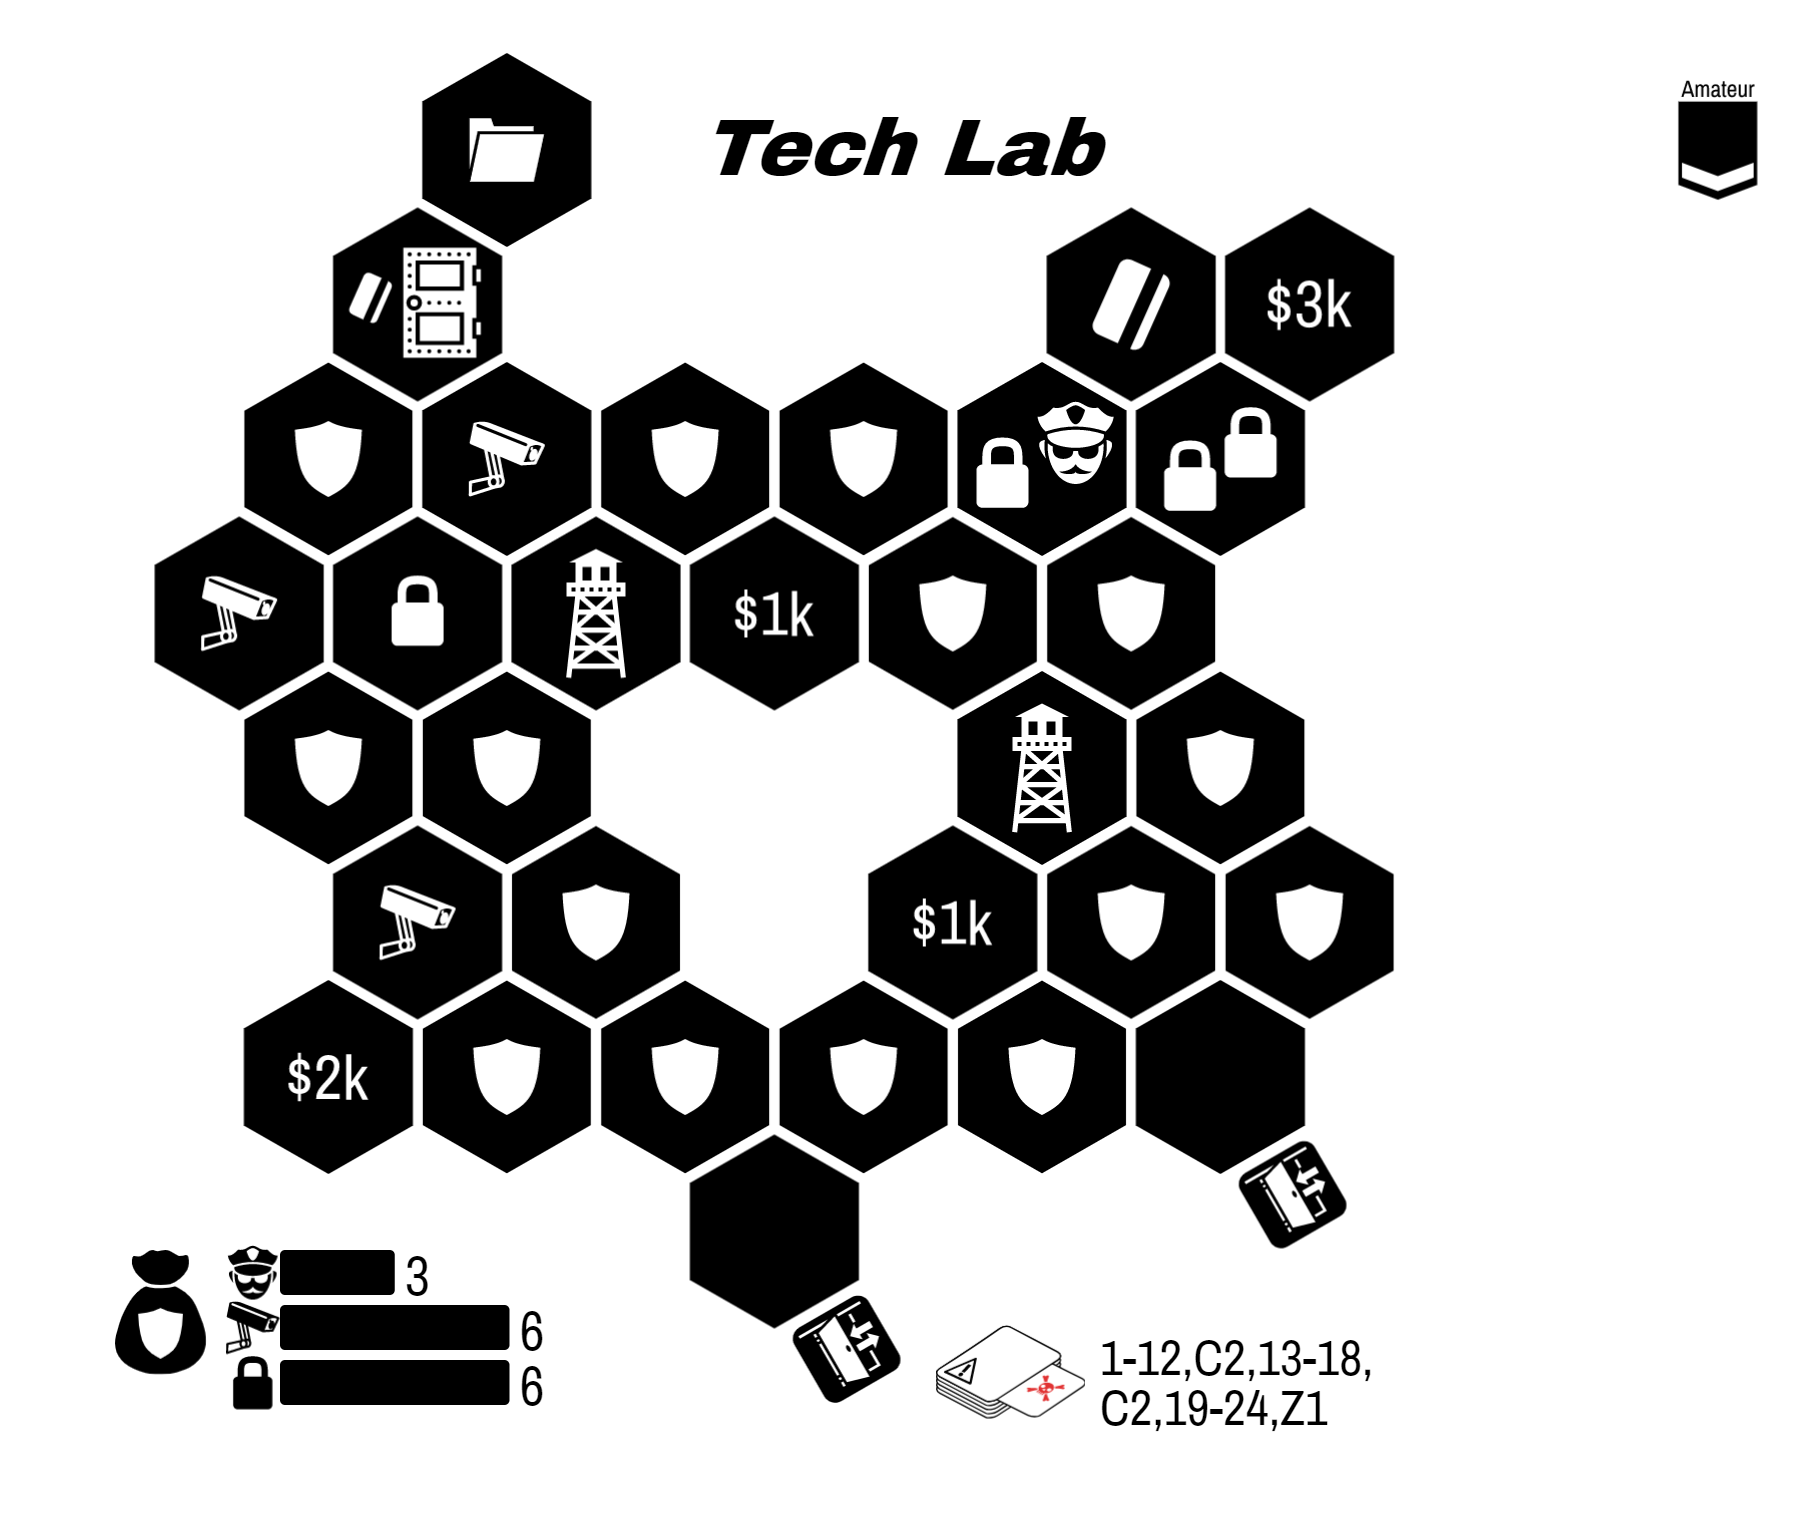 Amateur
Tech Lab
$3k
$1k
$1k
$2k
3
6
6
1-12,C2,13-18,
C2,19-24,Z1